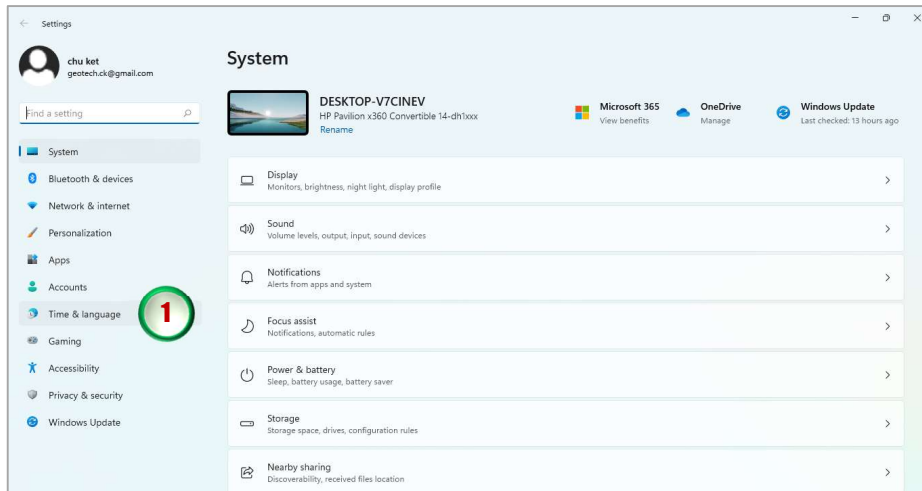 Settings
chu ket
geotech.ck@gmail.com
Find a setting
System
Bluetooth & devices
Network & internet
Personalization
Apps
Accounts
Time & language
1
Gaming
Accessibility
Privacy & security
Windows Update
System
DESKTOP-V7CINEV
HP Pavilion x360 Convertible 14-dh1xxx
Rename
Microsoft 365
View benefits
OneDrive
Manage
Windows Update
Last checked: 13 hours ago
Display
Monitors, brightness, night light, display profile
Sound
Volume levels, output, input, sound devices
Notifications
Alerts from apps and system
Focus assist
Notifications, automatic rules
Power & battery
Sleep, battery usage, battery saver
Storage
Storage space, drives, configuration rules
Nearby sharing
Discoverability, received files location